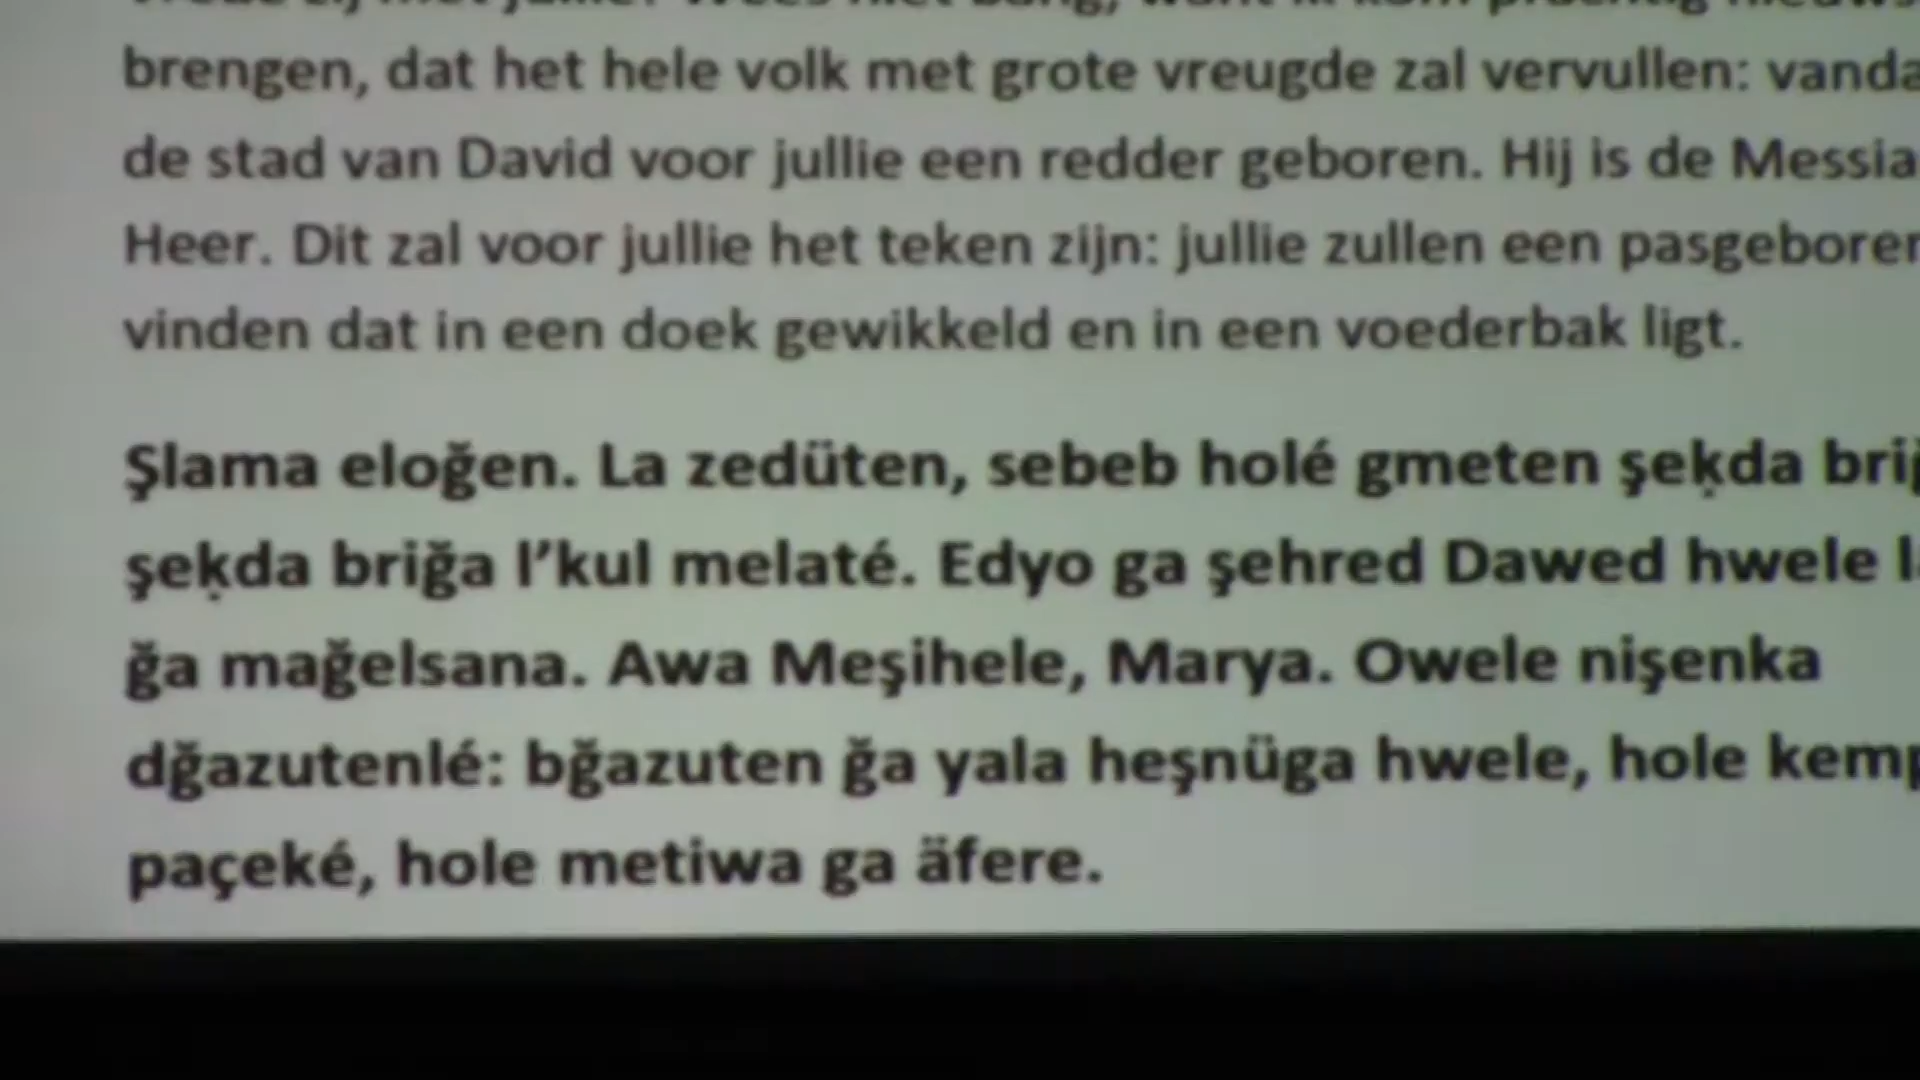 brengen, dat het hele volk met grote vreugde zal vervullen:
de stad van David voor jullie een redder geboren. Hij is de
Heer. Dit zal voor jullie het teken zijn: jullie zullen een
vinden dat in een doek gewikkeld en in een voederbak ligt.
Şlama eloğen. La zedüten, sebeb holé gmeten şeķda
şeķda briğa l’kul melaté. Edyo ga şehred Dawed hwele
ğa mağelsana. Awa Meşihele, Marya. Owele nişenka
dğazutenlé: bğazuten ğa yala heşnüga hwele, hole
paçeké, hole metiwa ga äfere.